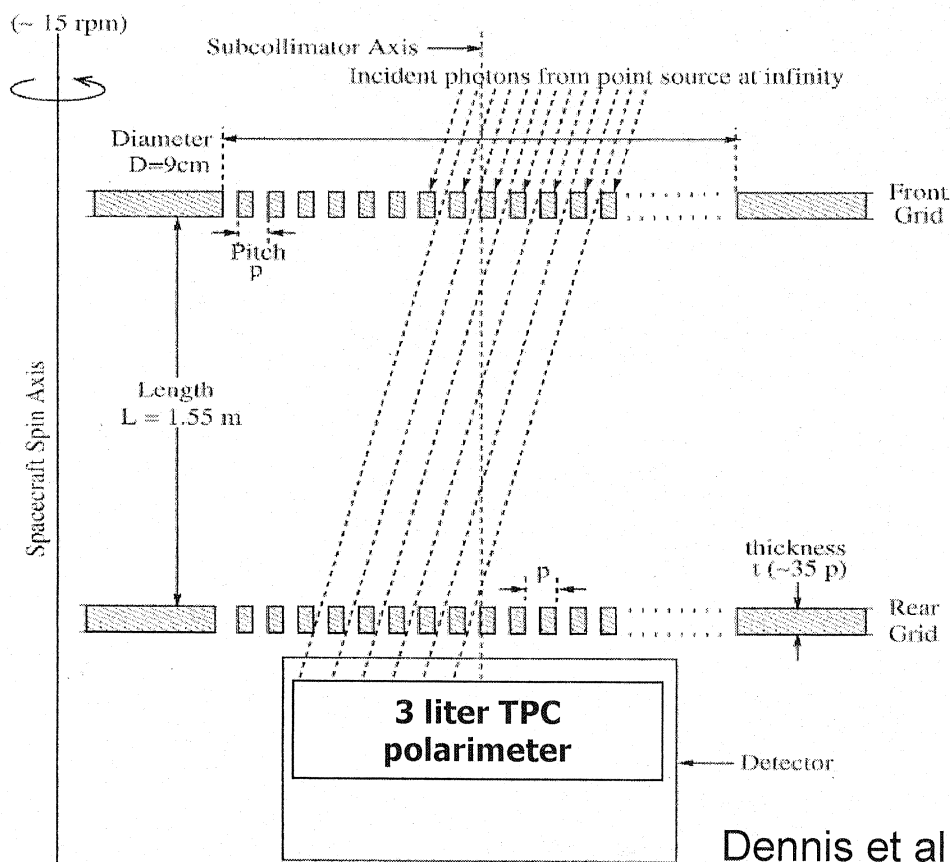 (~ 15 rpm)
Subcollimator Axis
Incident photons from point source at infinity
Diameter
D=9cm
Front
Grid
Pitch
p
Length
L = 1.55 m
Spacecraft Spin Axis
p
thickness
t (~35 p)
Rear
Grid
3 liter TPC
polarimeter
Detector
Dennis et al